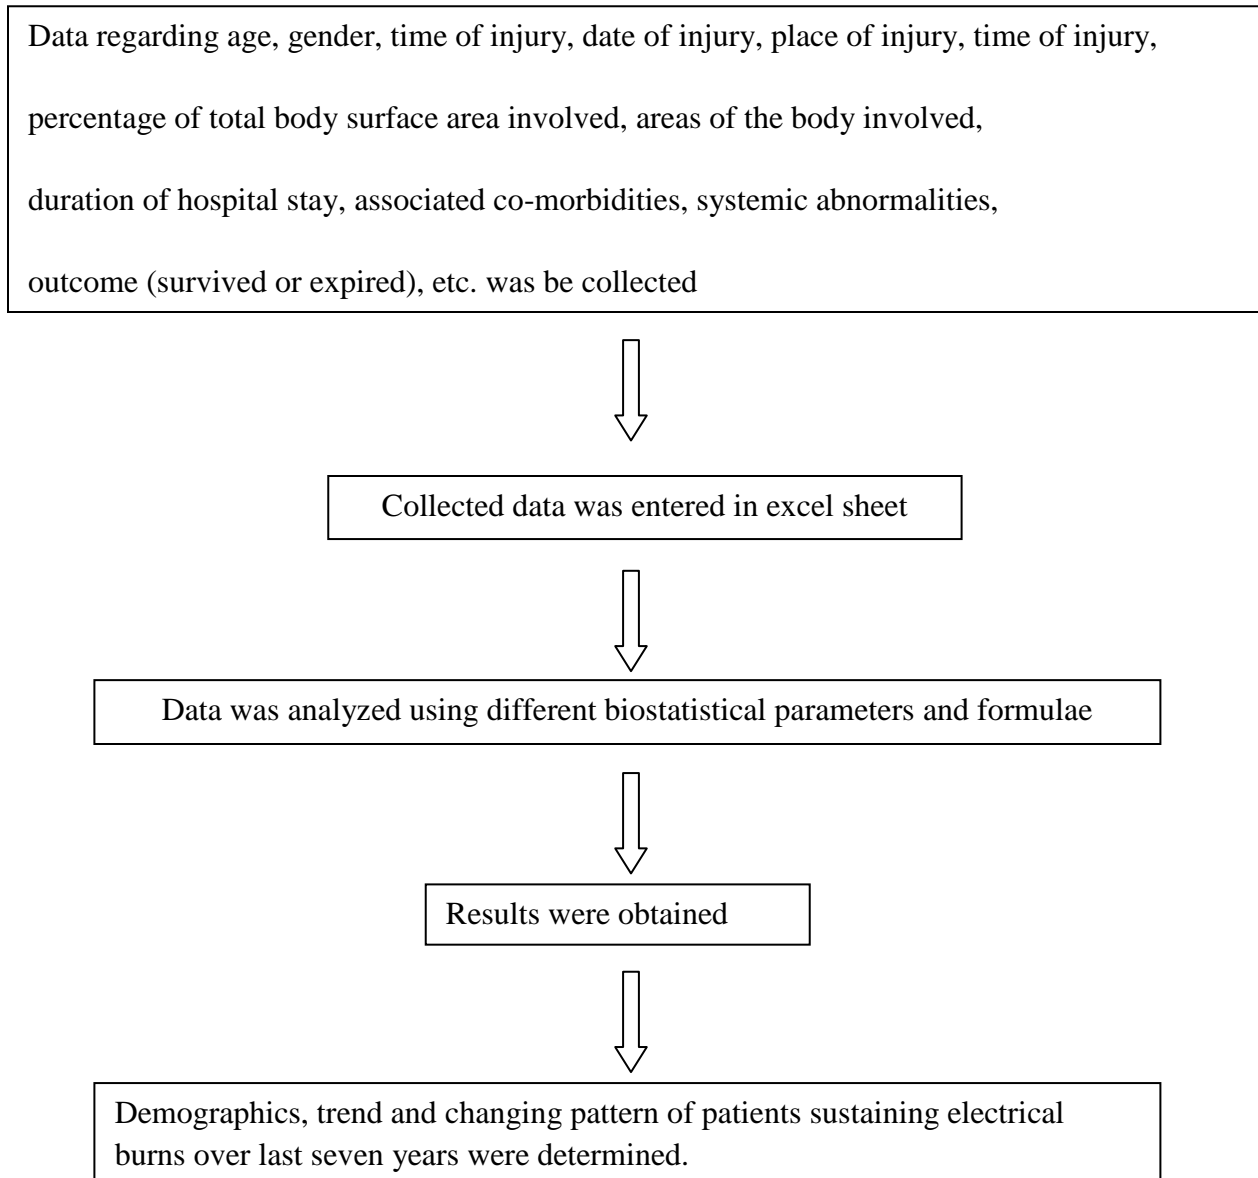 Data regarding age, gender, time of injury, date of injury, place of injury, time of injury,
percentage of total body surface area involved, areas of the body involved,
duration of hospital stay, associated co-morbidities, systemic abnormalities,
outcome (survived or expired), etc. was be collected
Collected data was entered in excel sheet
Data was analyzed using different biostatistical parameters and formulae
Results were obtained
Demographics, trend and changing pattern of patients sustaining electrical
burns over last seven years were determined.